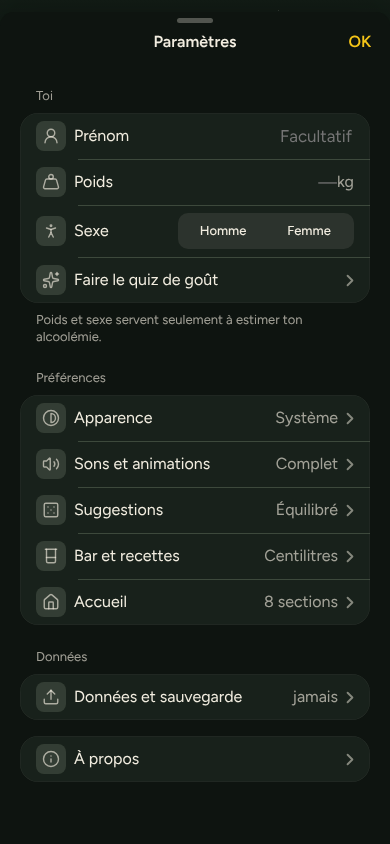 Paramètres
OK
Toi
Prénom
Facultatif
Poids
—kg
Sexe
Homme
Femme
Faire le quiz de goût
Poids et sexe servent seulement à estimer ton
alcoolémie.
Préférences
Apparence
Système
Sons et animations
Complet
Suggestions
Équilibré
Bar et recettes
Centilitres
Accueil
8 sections
Données
Données et sauvegarde
jamais
À propos